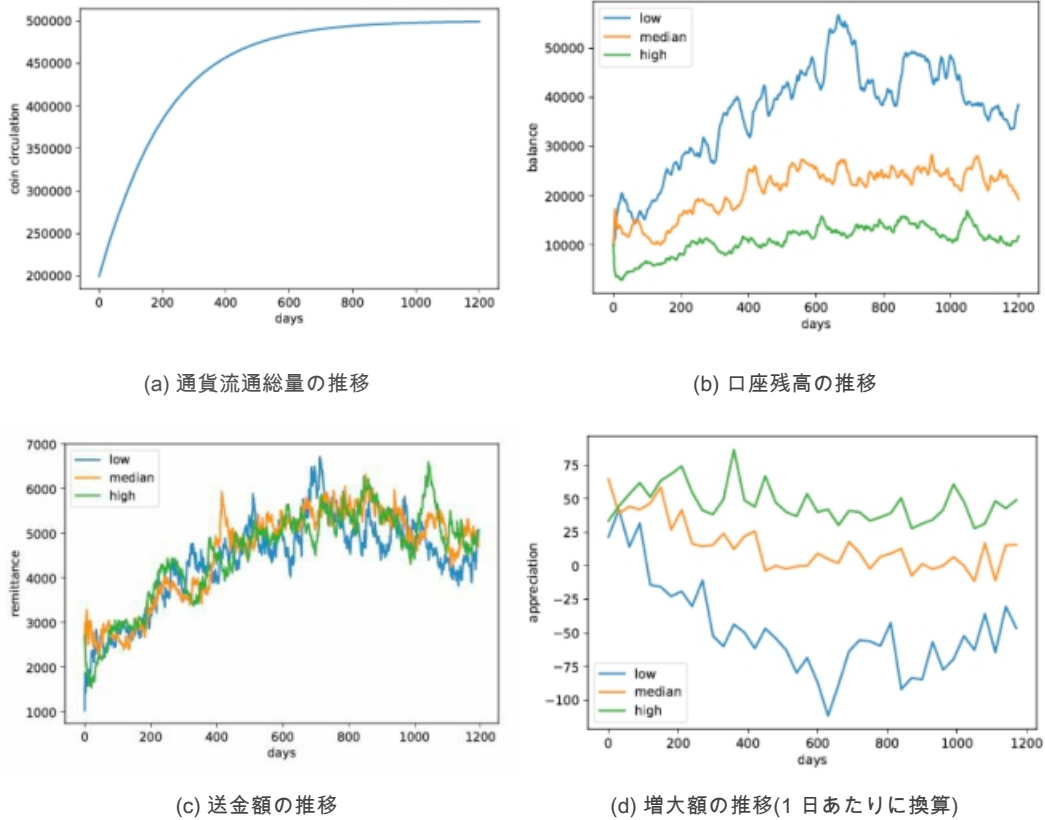 500000
450000
400000
350000
300000
250000
200000
coin circulation
0 200 400 600 800 1000 1200
days
(a) 通貨流通総量の推移
low
median
high
50000
40000
30000
20000
10000
balance
0 200 400 600 800 1000 1200
days
(b) 口座残高の推移
7000
6000
5000
4000
3000
2000
1000
low
median
high
remittance
0 200 400 600 800 1000 1200
days
(c) 送金額の推移
75
50
25
0
−25
−50
−75
−100
appreciation
low
median
high
0 200 400 600 800 1000 1200
days
(d) 増大額の推移(1 日あたりに換算)